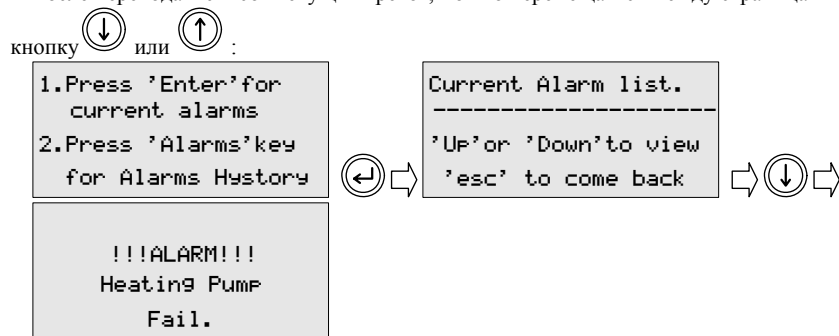 кнопку или :
1.Press 'Enter'for
current alarms
2.Press 'Alarms'key
for Alarms Hystory
Current Alarm list.
--------------------
'Up'or 'Down'to view
'esc' to come back
!!!ALARM!!!
Heating Pump
Fail.